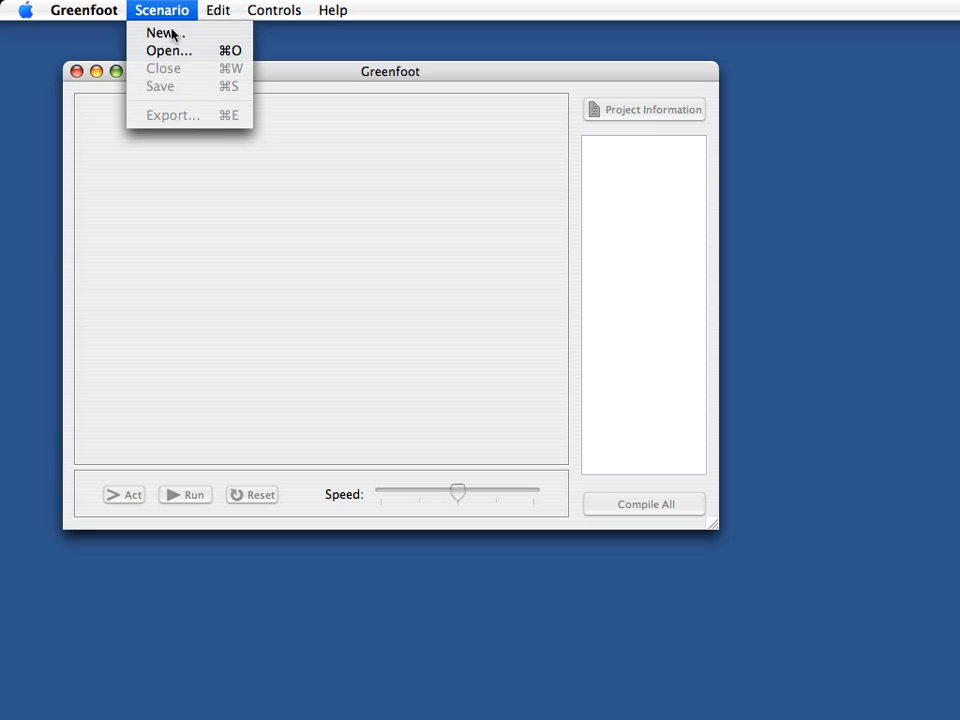 Greenfoot Scenario Edit Controls Help
New...
Open... ⌘O
Close ⌘W
Save ⌘S
Export... ⌘E
Greenfoot
Project Information
Act Run Reset Speed:
Compile All